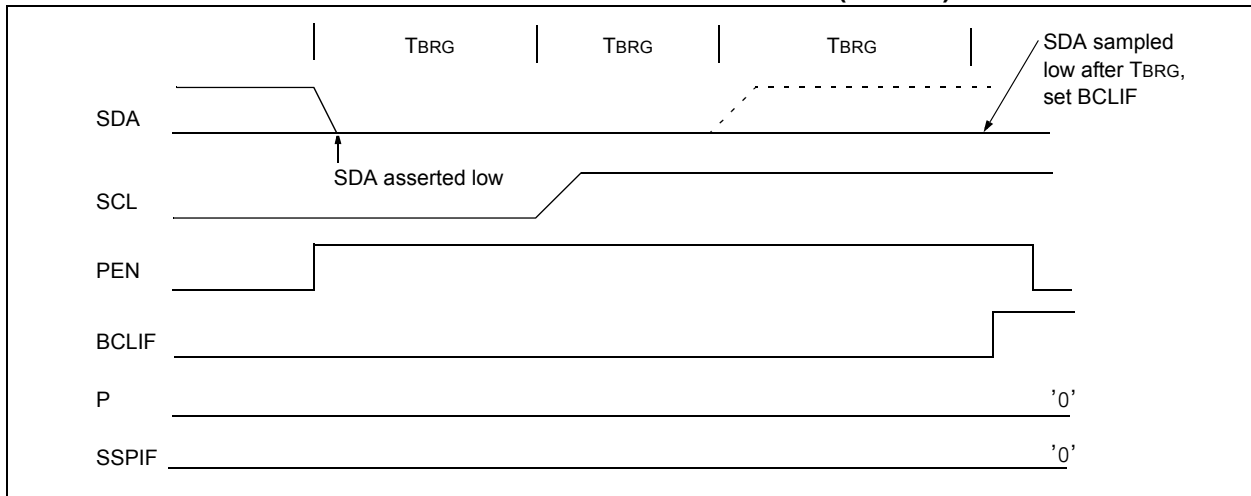 TBRG TBRG TBRG
SDA sampled
low after TBRG,
set BCLIF
SDA
SDA asserted low
SCL
PEN
BCLIF
P '0'
SSPIF '0'